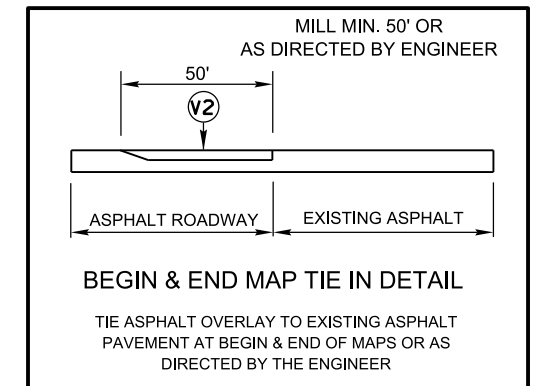 MILL MIN. 50' OR
AS DIRECTED BY ENGINEER
50'
V2
ASPHALT ROADWAY
EXISTING ASPHALT
BEGIN & END MAP TIE IN DETAIL
TIE ASPHALT OVERLAY TO EXISTING ASPHALT
PAVEMENT AT BEGIN & END OF MAPS OR AS
DIRECTED BY THE ENGINEER